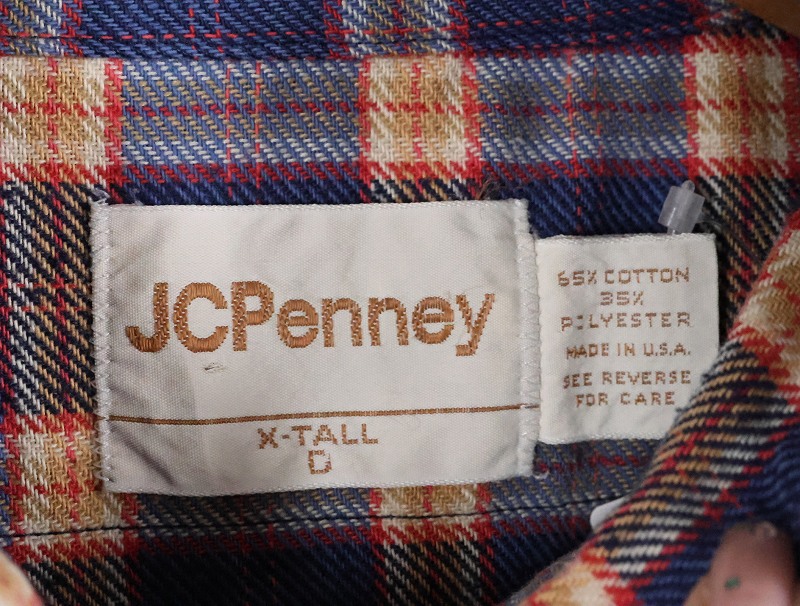 JCPenney
X-TALL
D
65% COTTON
35%
POLYESTER
MADE IN U.S.A.
SEE REVERSE
FOR CARE